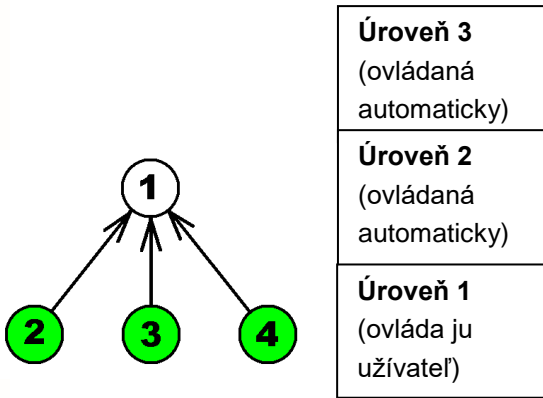 Úroveň 3
(ovládaná
automaticky)
Úroveň 2
(ovládaná
automaticky)
1
Úroveň 1
(ovláda ju
užívateľ)
2 3 4